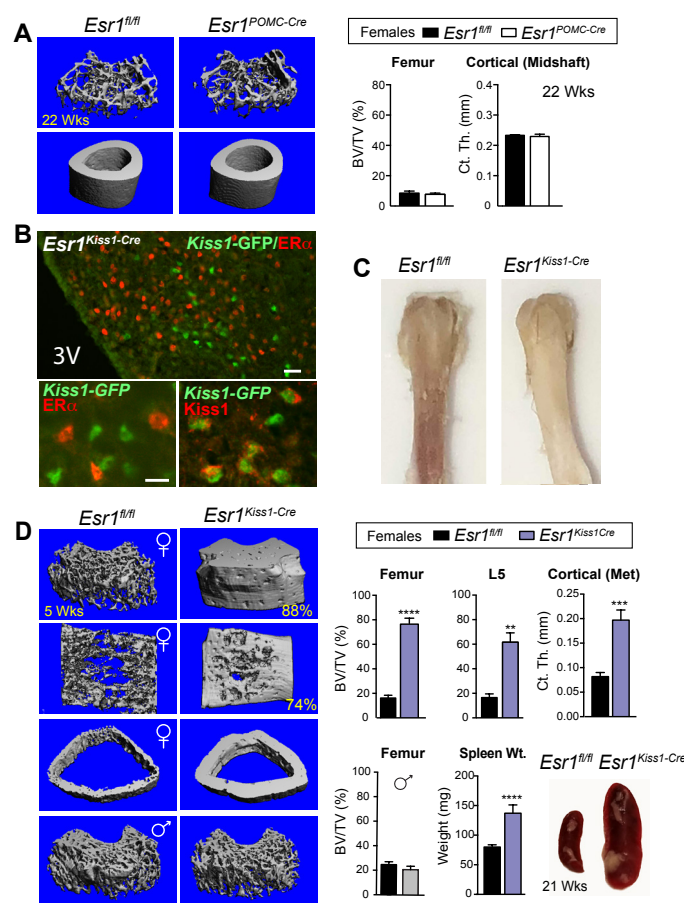 A
Esr1fl/fl Esr1POMC-Cre
22 Wks
Females Esr1fl/fl Esr1POMC-Cre
Femur Cortical (Midshaft)
22 Wks
BV/TV (%)
80
60
40
20
0
Ct. Th. (mm)
0.4
0.3
0.2
0.1
0
B
Esr1Kiss1-Cre Kiss1-GFP/ERα
3V
Kiss1-GFP
ERα
Kiss1-GFP
Kiss1
C
Esr1fl/fl Esr1Kiss1-Cre
D
Esr1fl/fl Esr1Kiss1-Cre
♀
5 Wks
88%
♀
74%
♀
♂
Females Esr1fl/fl Esr1Kiss1Cre
Femur L5 Cortical (Met)
BV/TV (%)
100
80
60
40
20
0
****
100
80
60
40
20
0
**
Ct. Th. (mm)
0.25
0.20
0.15
0.10
0.05
0.00
***
Femur Spleen Wt. Esr1fl/fl Esr1Kiss1-Cre
BV/TV (%)
100
80
60
40
20
0
♂
Weight (mg)
200
150
100
50
0
****
21 Wks